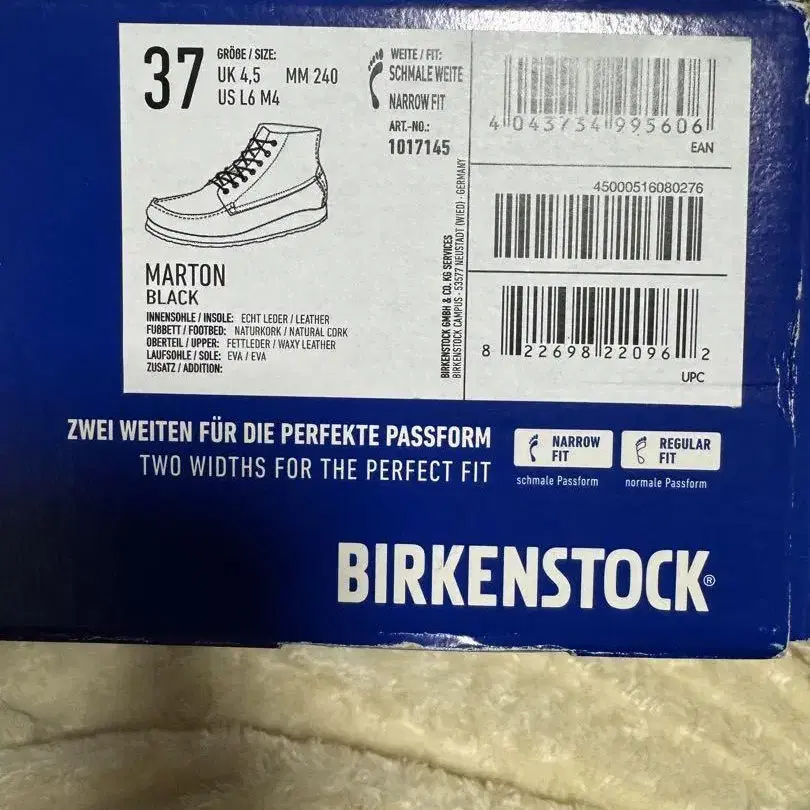 37
GRÖßE / SIZE:
UK 4,5 MM 240
US L6 M4
WEITE / FIT:
SCHMALE WEITE
NARROW FIT
ART.-NO.:
1017145
MARTON
BLACK
INNENSOHLE / INSOLE: ECHT LEDER / LEATHER
FUßBETT / FOOTBED: NATURKORK / NATURAL CORK
OBERTEIL / UPPER: FETTLEDER / WAXY LEATHER
LAUFSOHLE / SOLE: EVA / EVA
ZUSATZ / ADDITION:
BIRKENSTOCK GMBH & CO. KG SERVICES
BIRKENSTOCK CAMPUS · 53577 NEUSTADT (WIED) · GERMANY
4 043734 995606
EAN
45000516080276
8 22698 22096 2
UPC
ZWEI WEITEN FÜR DIE PERFEKTE PASSFORM
TWO WIDTHS FOR THE PERFECT FIT
NARROW
FIT
schmale Passform
REGULAR
FIT
normale Passform
BIRKENSTOCK®